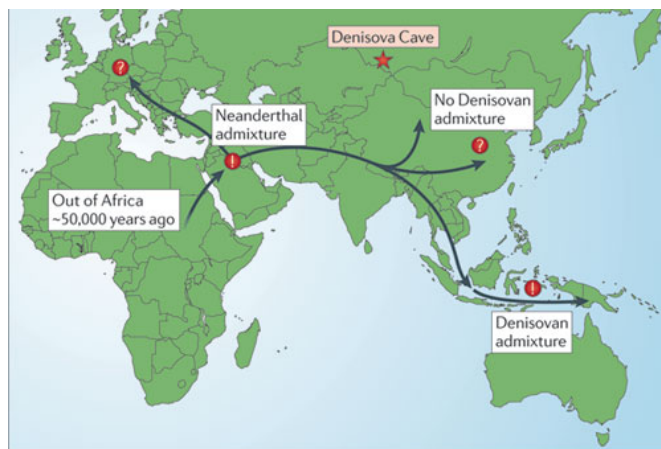 Denisova Cave
?
No Denisovan
admixture
Neanderthal
admixture
?
!
Out of Africa
~50,000 years ago
!
Denisovan
admixture